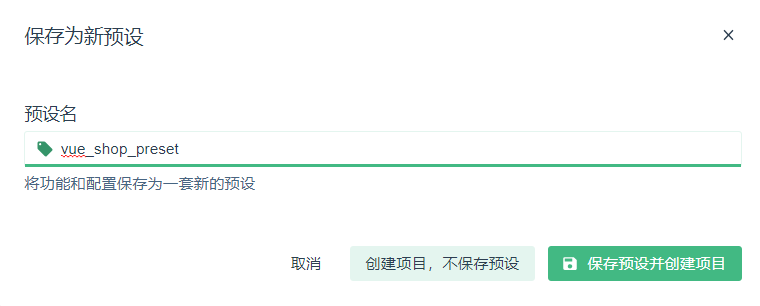 保存为新预设
预设名
vue_shop_preset
将功能和配置保存为一套新的预设
取消
创建项目，不保存预设
保存预设并创建项目